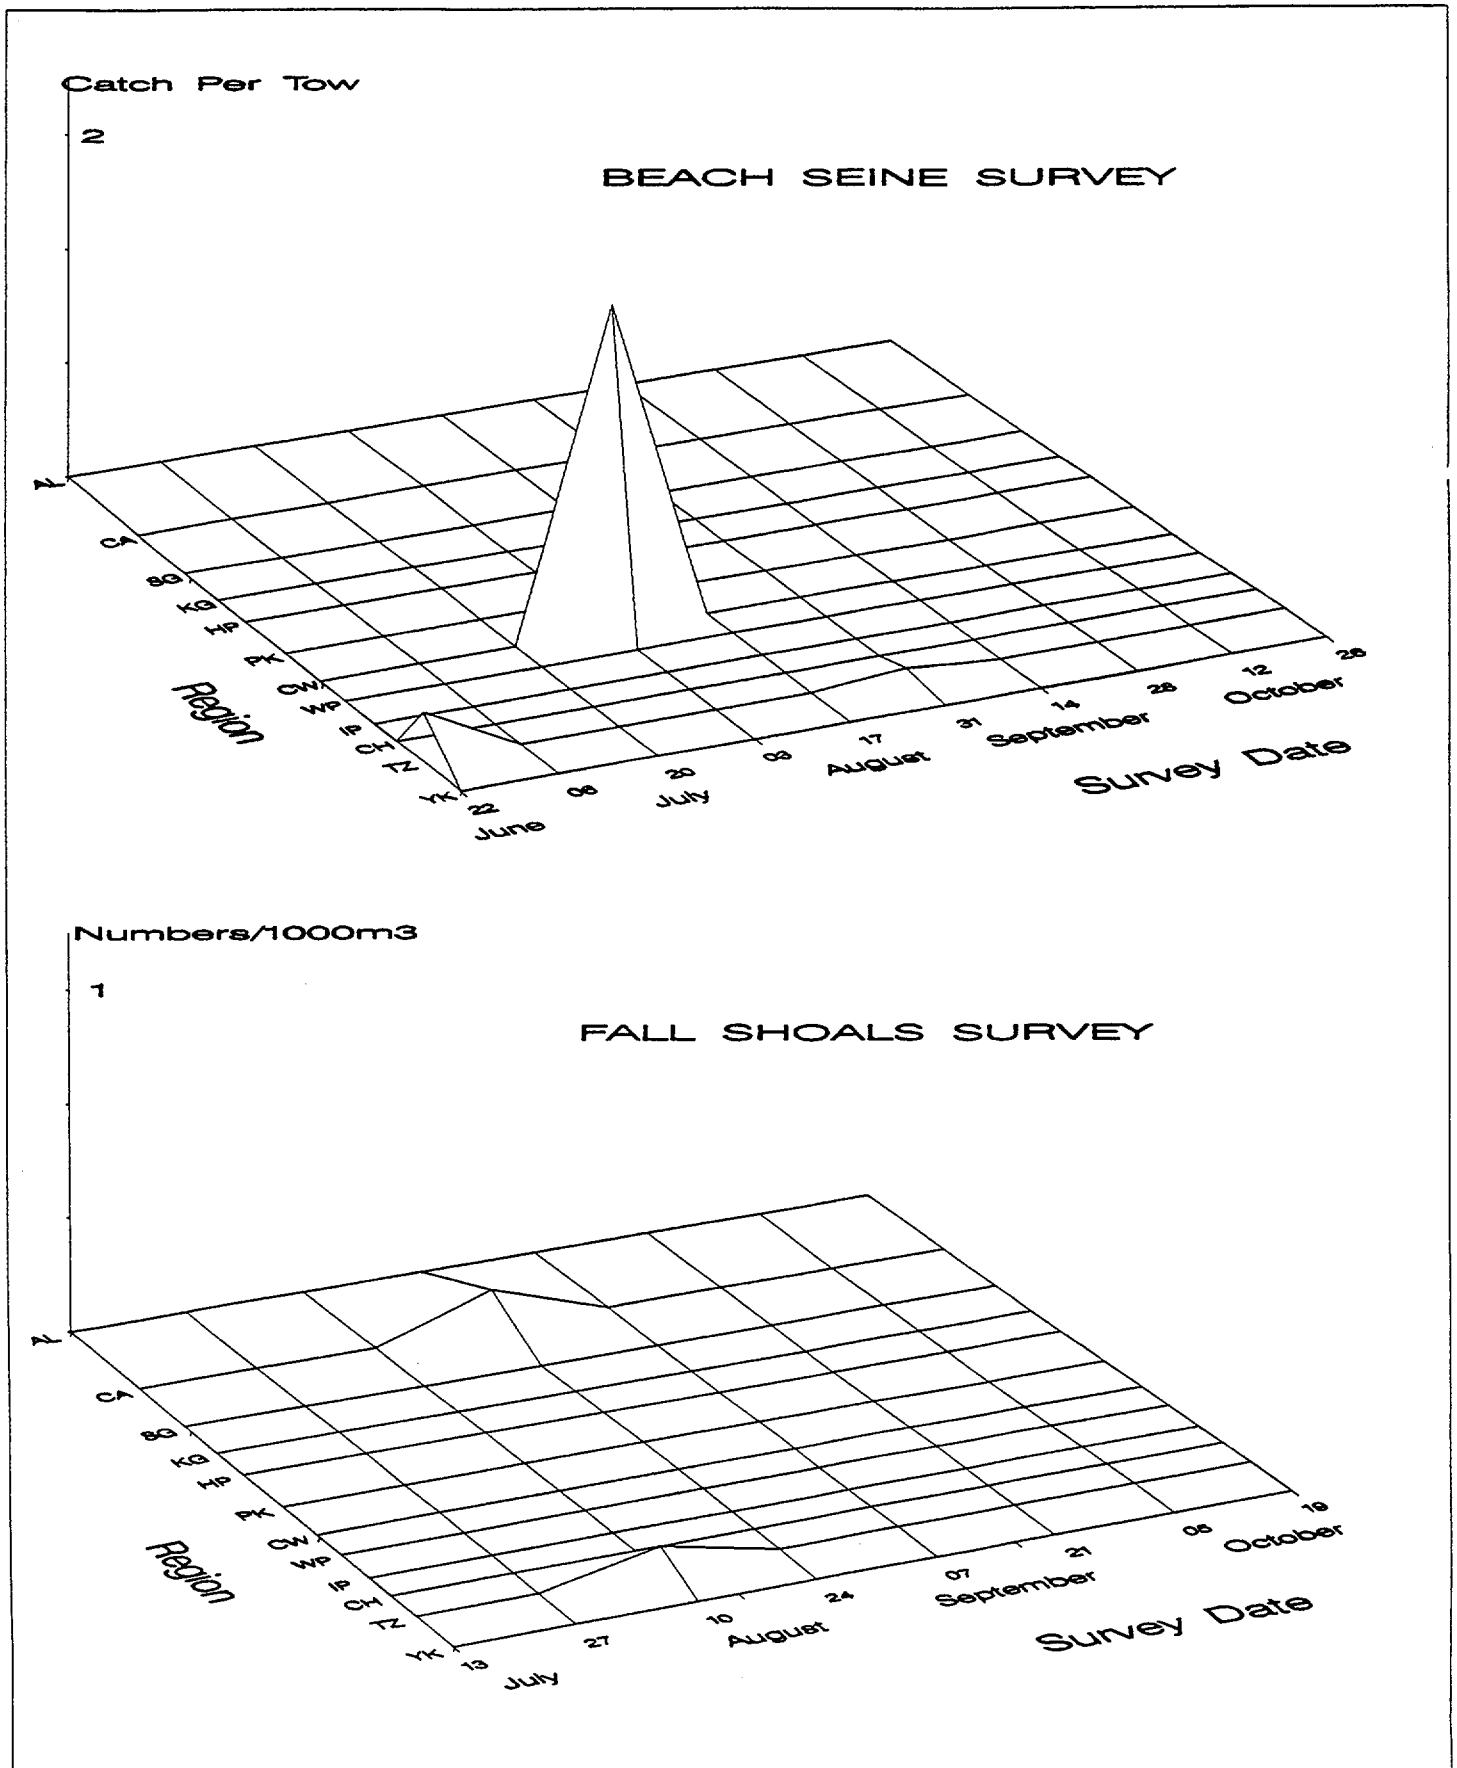 Catch Per Tow
2
BEACH SEINE SURVEY
AL
CA
SG
KG
HP
PK
CW
WP
IP
CH
TZ
YK
Region
22
06
20
03
17
31
14
28
12
26
June
July
August
September
October
Survey Date
Numbers/1000m3
1
FALL SHOALS SURVEY
AL
CA
SG
KG
HP
PK
CW
WP
IP
CH
TZ
YK
Region
13
27
10
24
07
21
05
19
July
August
September
October
Survey Date